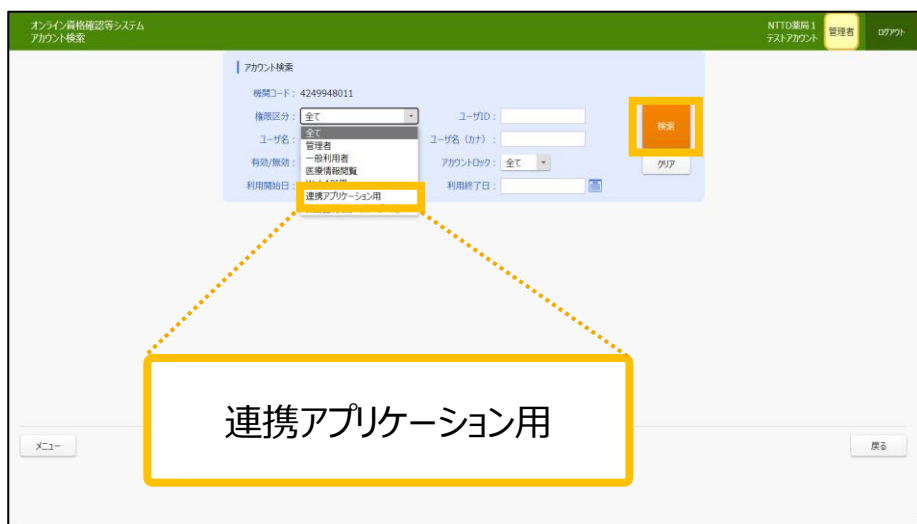 オンライン資格確認等システム
アカウント検索
NTTD薬局1
テストアカウント
管理者
ログアウト
アカウント検索
機関コード： 4249948011
権限区分： 全て
ユーザID：
検索
全て
管理者
一般利用者
医療情報閲覧
連携アプリケーション用
ユーザ名：
ユーザ名（カナ）：
有効/無効：
アカウントロック： 全て
クリア
利用開始日：
利用終了日：
連携アプリケーション用
メニュー
戻る